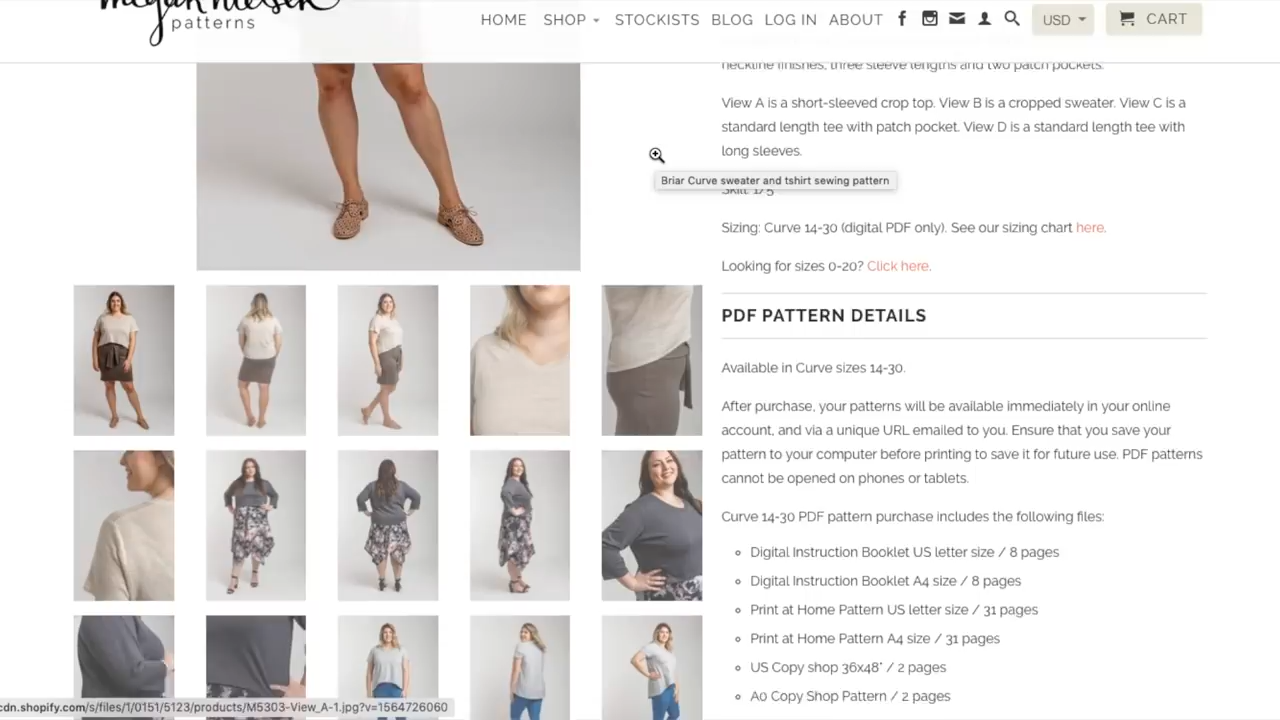 megan nielsen
patterns
HOME SHOP STOCKISTS BLOG LOG IN ABOUT USD CART
neckline finishes, three sleeve lengths and two patch pockets.
View A is a short-sleeved crop top. View B is a cropped sweater. View C is a
standard length tee with patch pocket. View D is a standard length tee with
long sleeves.
Briar Curve sweater and tshirt sewing pattern
Skill: 1/5
Sizing: Curve 14-30 (digital PDF only). See our sizing chart here.
Looking for sizes 0-20? Click here.
PDF PATTERN DETAILS
Available in Curve sizes 14-30.
After purchase, your patterns will be available immediately in your online
account, and via a unique URL emailed to you. Ensure that you save your
pattern to your computer before printing to save it for future use. PDF patterns
cannot be opened on phones or tablets.
Curve 14-30 PDF pattern purchase includes the following files:
Digital Instruction Booklet US letter size / 8 pages
Digital Instruction Booklet A4 size / 8 pages
Print at Home Pattern US letter size / 31 pages
Print at Home Pattern A4 size / 31 pages
US Copy shop 36x48" / 2 pages
A0 Copy Shop Pattern / 2 pages
cdn.shopify.com/s/files/1/0151/5123/products/M5303-View_A-1.jpg?v=1564726060